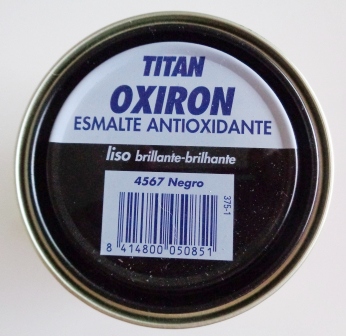 TITAN
OXIRON
ESMALTE ANTIOXIDANTE
liso brillante-brilhante
4567 Negro
375-1
8 414800 050851